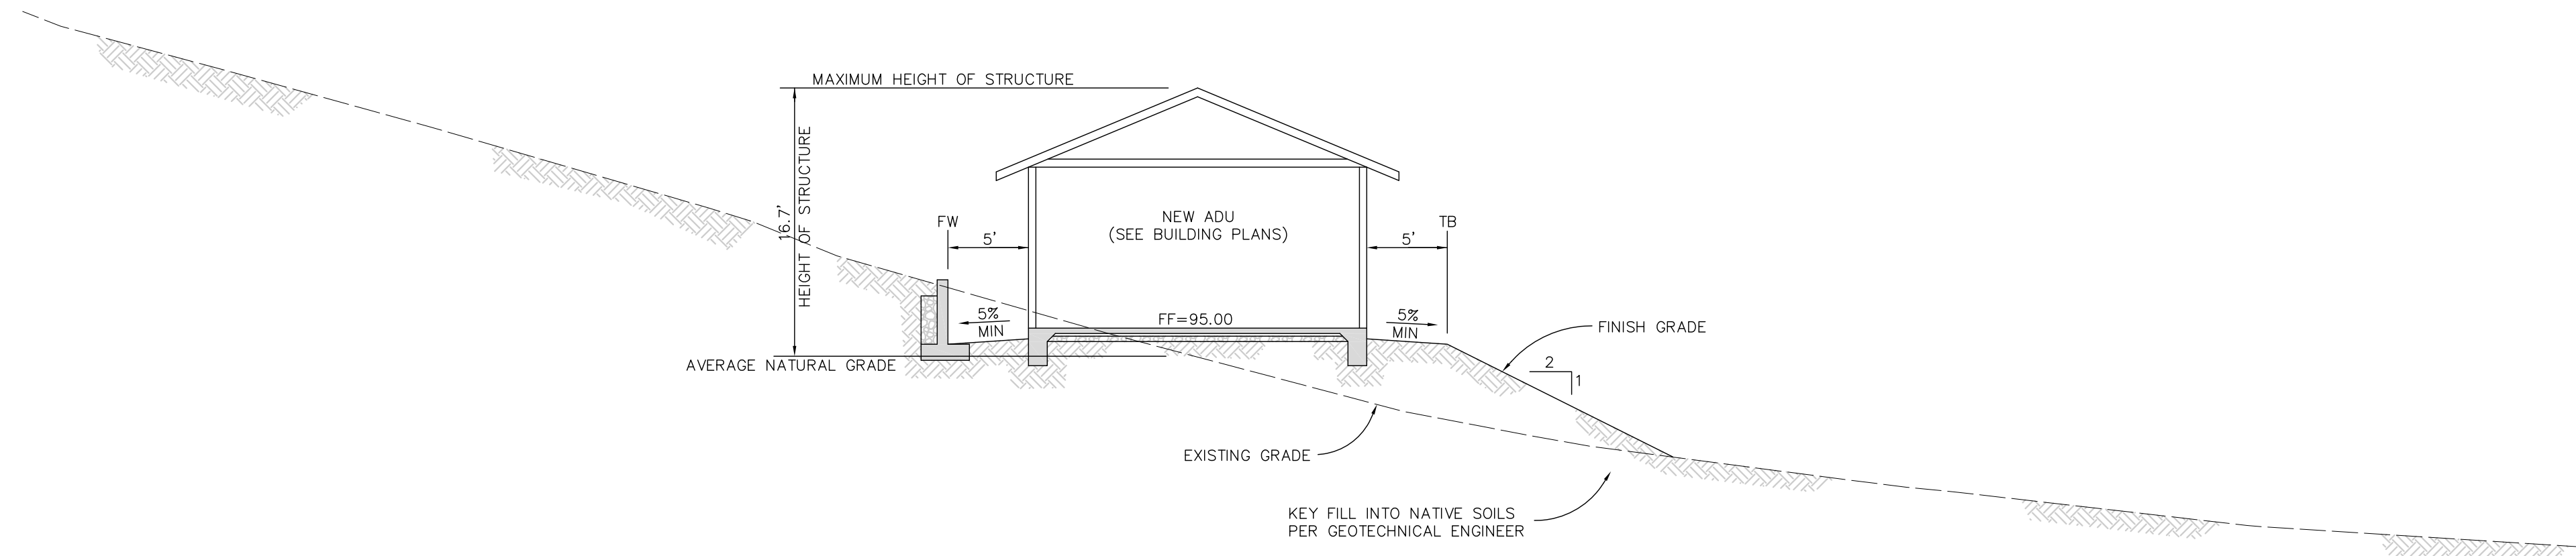 MAXIMUM HEIGHT OF STRUCTURE
16.7'
HEIGHT OF STRUCTURE
FW
5'
NEW ADU
(SEE BUILDING PLANS)
5'
TB
5%
MIN
FF=95.00
5%
MIN
FINISH GRADE
AVERAGE NATURAL GRADE
2
1
EXISTING GRADE
KEY FILL INTO NATIVE SOILS
PER GEOTECHNICAL ENGINEER